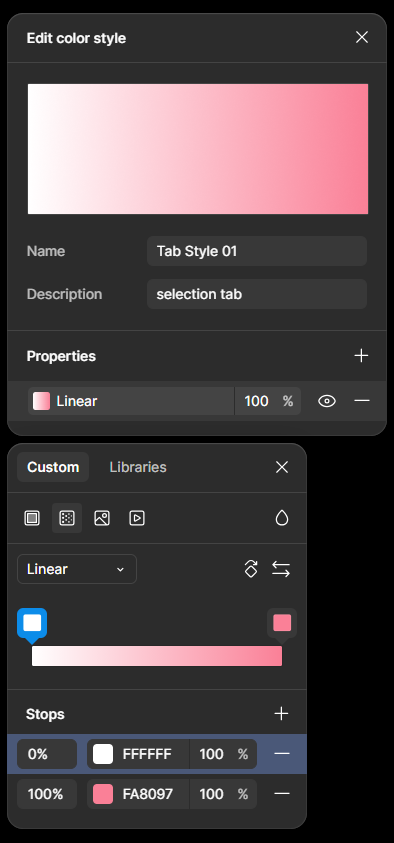 Edit color style
Name Tab Style 01
Description selection tab
Properties
Linear 100 %
Custom Libraries
Linear
Stops
0% FFFFFF 100 %
100% FA8097 100 %